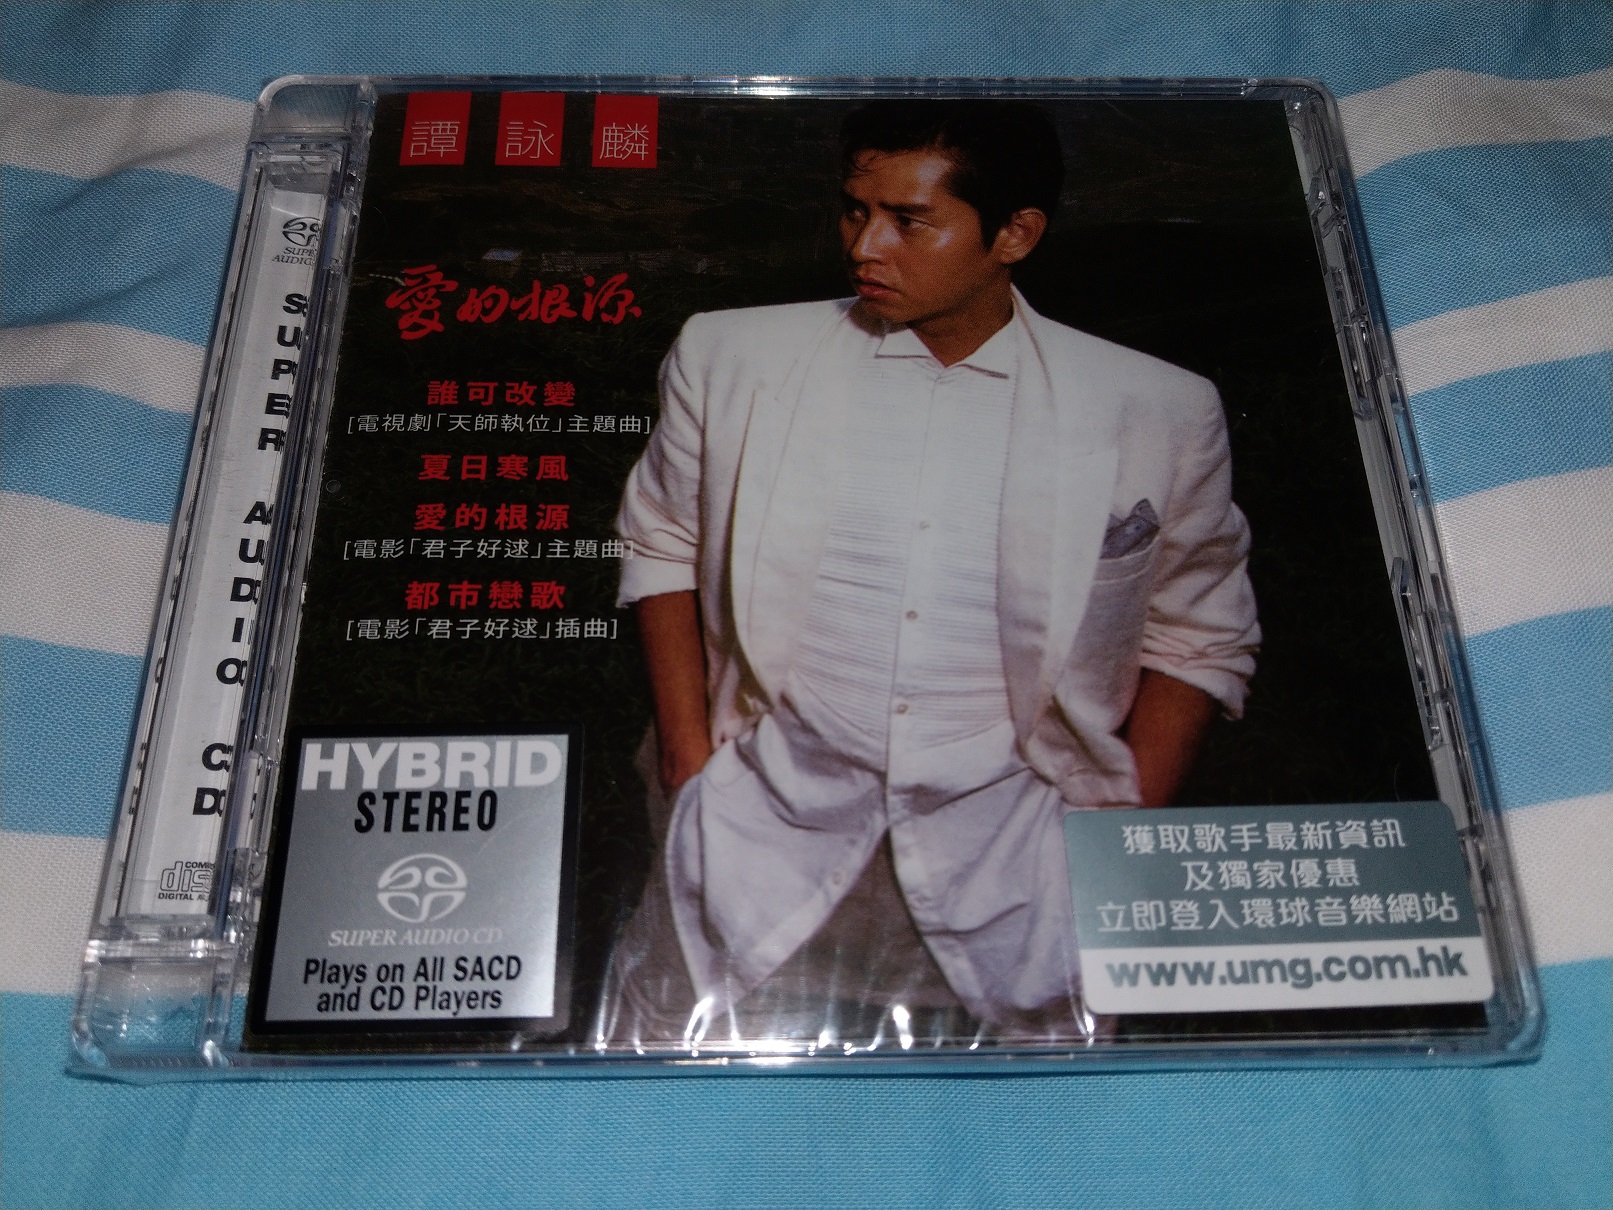 譚詠麟
愛的根源
誰可改變
[電視劇「天師執位」主題曲]
夏日寒風
愛的根源
[電影「君子好逑」主題曲]
都市戀歌
[電影「君子好逑」插曲]
HYBRID
STEREO
SUPER AUDIO CD
Plays on All SACD
and CD Players
獲取歌手最新資訊
及獨家優惠
立即登入環球音樂網站
www.umg.com.hk
SUPER AUDIO CD
DIGITAL